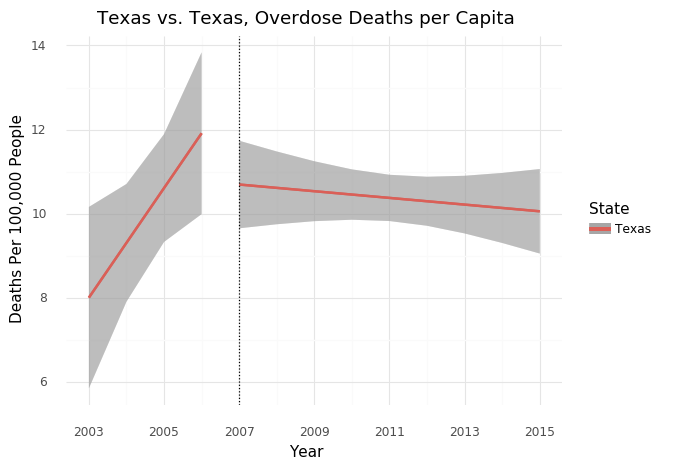 Texas vs. Texas, Overdose Deaths per Capita
Deaths Per 100,000 People
14
12
10
8
6
2003 2005 2007 2009 2011 2013 2015
Year
State
Texas